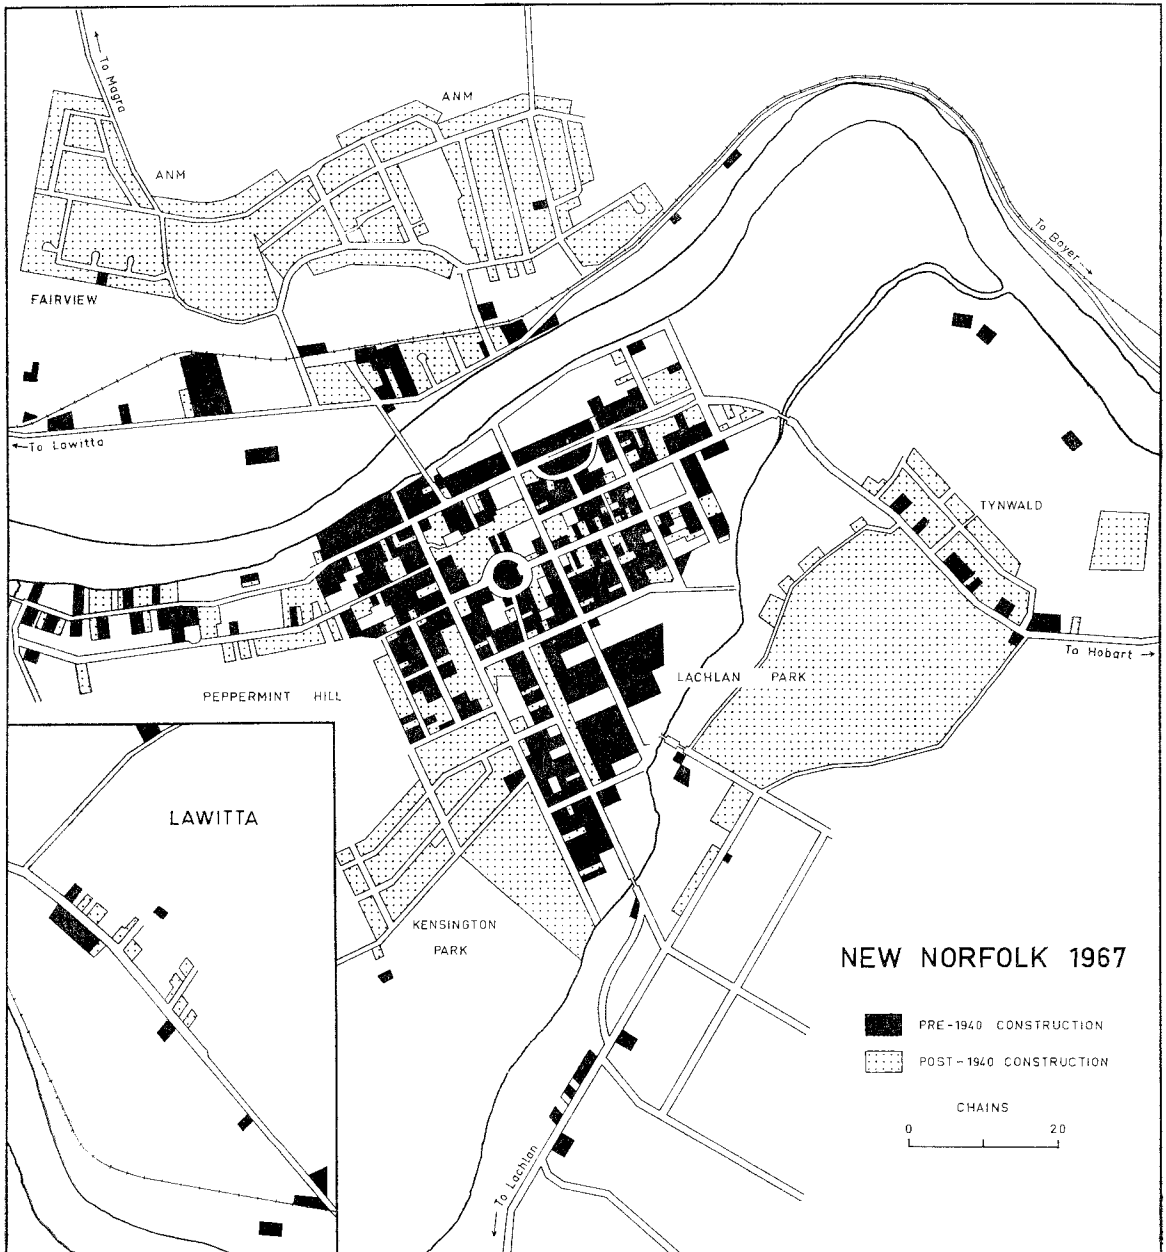 To Magra
ANM
ANM
To Boyer
FAIRVIEW
To Lawitta
TYNWALD
To Hobart
PEPPERMINT HILL
LACHLAN PARK
LAWITTA
KENSINGTON
PARK
NEW NORFOLK 1967
PRE-1940 CONSTRUCTION
POST-1940 CONSTRUCTION
CHAINS
0 20
To Lachlan